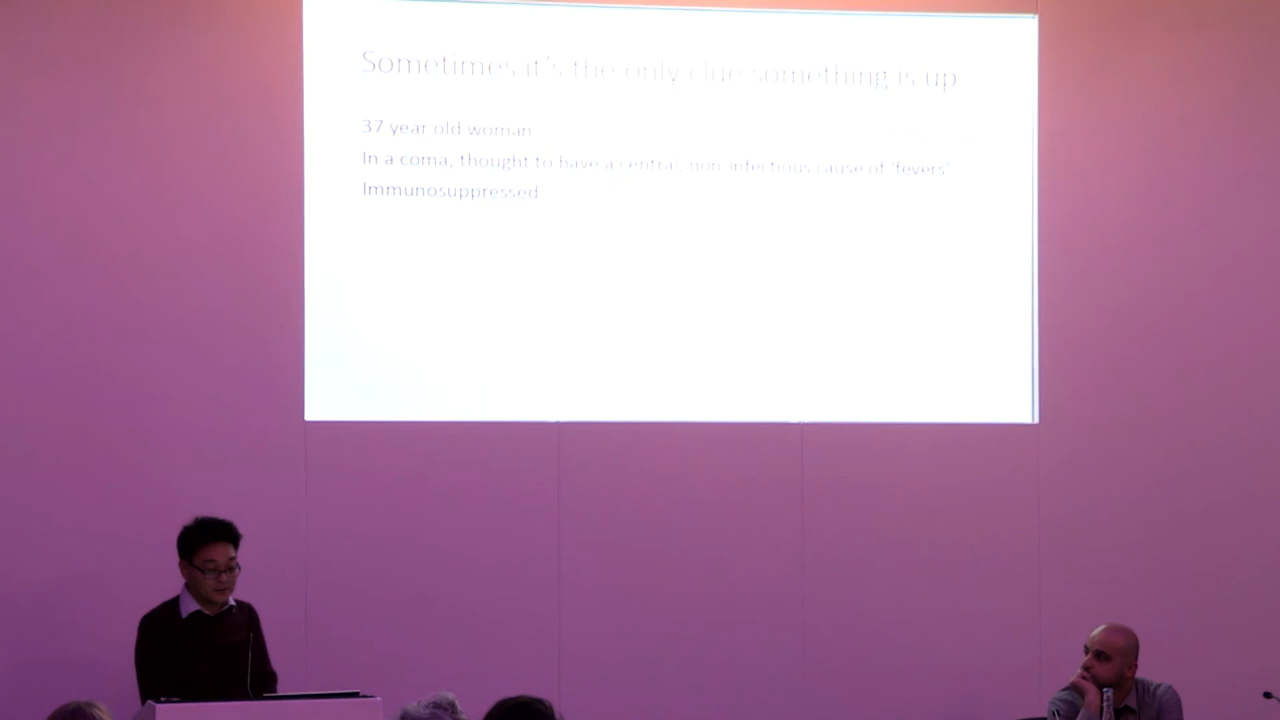 Sometimes it's the only clue something is up
37 year old woman
In a coma, thought to have a central, non-infectious cause of 'fevers'
Immunosuppressed